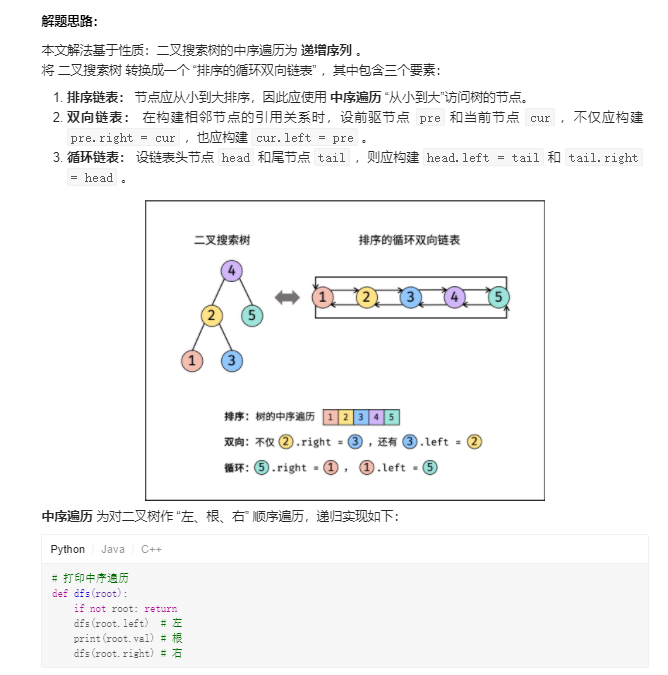 解题思路：
本文解法基于性质：二叉搜索树的中序遍历为 递增序列 。
将 二叉搜索树 转换成一个 “排序的循环双向链表” ，其中包含三个要素：
1. 排序链表： 节点应从小到大排序，因此应使用 中序遍历 “从小到大”访问树的节点。
2. 双向链表： 在构建相邻节点的引用关系时，设前驱节点 pre 和当前节点 cur ，不仅应构建
pre.right = cur ，也应构建 cur.left = pre 。
3. 循环链表： 设链表头节点 head 和尾节点 tail ，则应构建 head.left = tail 和 tail.right
= head 。
二叉搜索树 排序的循环双向链表
4
2 5
1 3
1 2 3 4 5
排序：树的中序遍历 1 2 3 4 5
双向：不仅 2.right = 3 ，还有 3.left = 2
循环：5.right = 1 ， 1.left = 5
中序遍历 为对二叉树作 “左、根、右” 顺序遍历，递归实现如下：
Python Java C++
# 打印中序遍历
def dfs(root):
    if not root: return
    dfs(root.left)  # 左
    print(root.val) # 根
    dfs(root.right) # 右